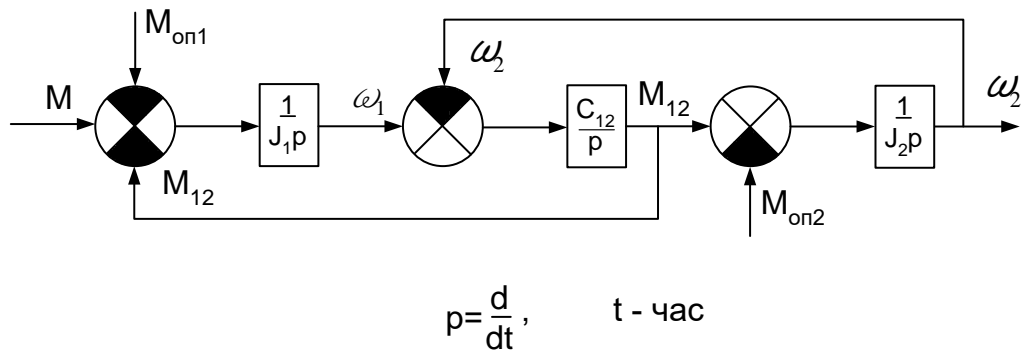 M_оп1
ω_2
M
1
J_1p
ω_1
C_12
p
M_12
1
J_2p
ω_2
M_12
M_оп2
p=d/dt, t - час